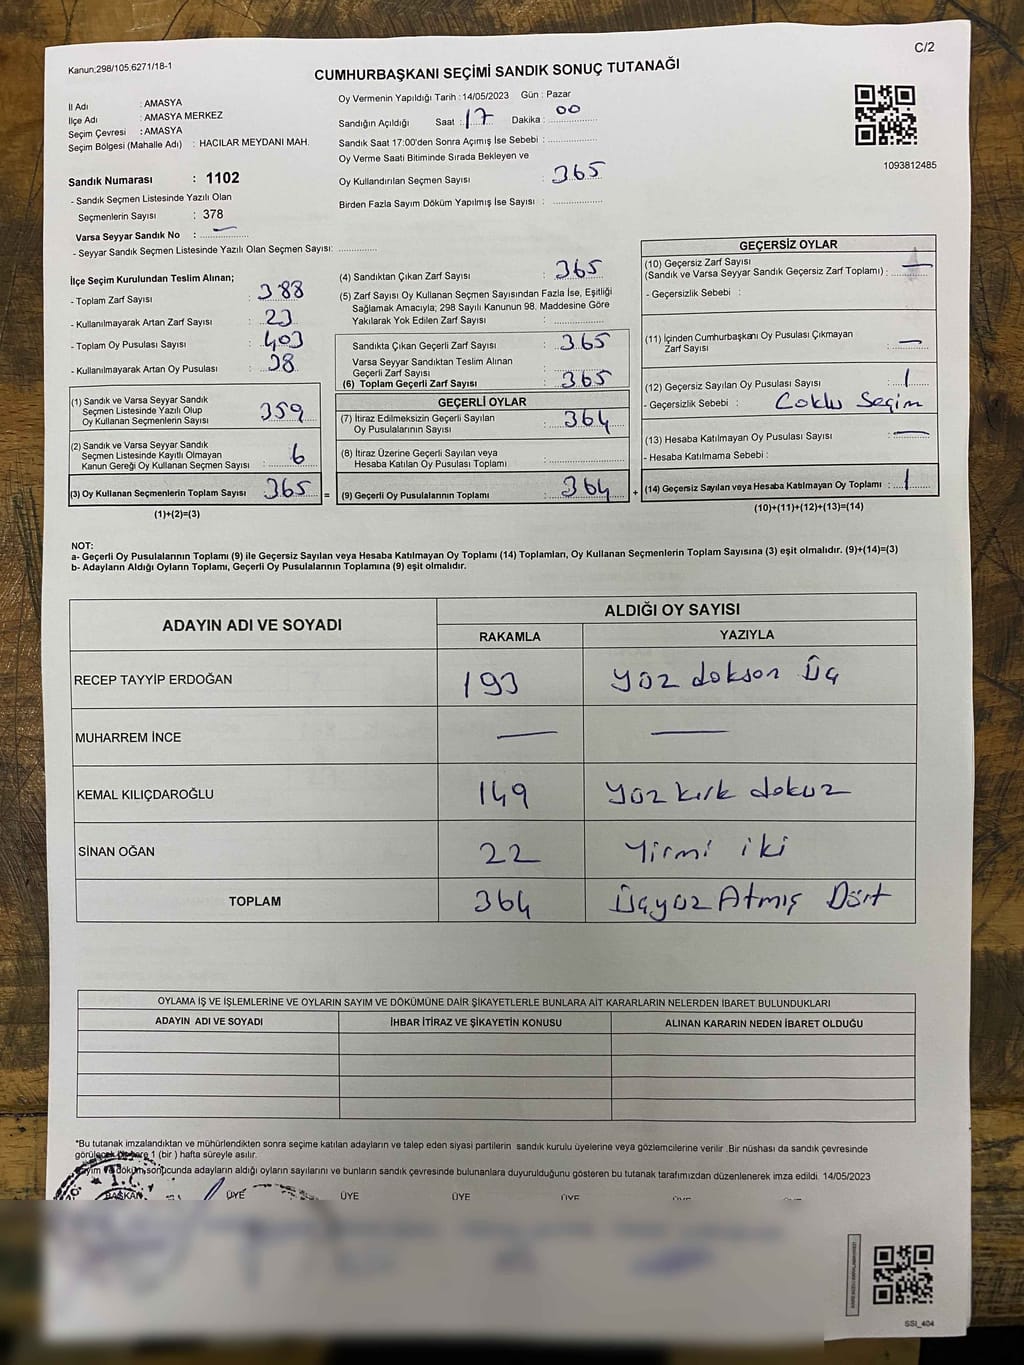 C/2
Kanun;298/105.6271/18-1
CUMHURBAŞKANI SEÇİMİ SANDIK SONUÇ TUTANAĞI
İl Adı : AMASYA
İlçe Adı : AMASYA MERKEZ
Seçim Çevresi : AMASYA
Seçim Bölgesi (Mahalle Adı) : HACILAR MEYDANI MAH.
Oy Vermenin Yapıldığı Tarih : 14/05/2023 Gün : Pazar
Sandığın Açıldığı Saat : 17 Dakika : 00
Sandık Saat 17:00'den Sonra Açımış İse Sebebi :
Oy Verme Saati Bitiminde Sırada Bekleyen ve
Oy Kullandırılan Seçmen Sayısı : 365
Birden Fazla Sayım Döküm Yapılmış İse Sayısı :
1093812485
Sandık Numarası : 1102
- Sandık Seçmen Listesinde Yazılı Olan
Seçmenlerin Sayısı : 378
Varsa Seyyar Sandık No : —
- Seyyar Sandık Seçmen Listesinde Yazılı Olan Seçmen Sayısı:
İlçe Seçim Kurulundan Teslim Alınan;
- Toplam Zarf Sayısı : 388
- Kullanılmayarak Artan Zarf Sayısı : 23
- Toplam Oy Pusulası Sayısı : 403
- Kullanılmayarak Artan Oy Pusulası : 38
(1) Sandık ve Varsa Seyyar Sandık
Seçmen Listesinde Yazılı Olup
Oy Kullanan Seçmenlerin Sayısı : 359
(2) Sandık ve Varsa Seyyar Sandık
Seçmen Listesinde Kayıtlı Olmayan
Kanun Gereği Oy Kullanan Seçmen Sayısı : 6
(3) Oy Kullanan Seçmenlerin Toplam Sayısı : 365 =
(1)+(2)=(3)
(4) Sandıktan Çıkan Zarf Sayısı : 365
(5) Zarf Sayısı Oy Kullanan Seçmen Sayısından Fazla İse, Eşitliği
Sağlamak Amacıyla; 298 Sayılı Kanunun 98. Maddesine Göre
Yakılarak Yok Edilen Zarf Sayısı :
Sandıkta Çıkan Geçerli Zarf Sayısı : 365
Varsa Seyyar Sandıktan Teslim Alınan
Geçerli Zarf Sayısı :
(6) Toplam Geçerli Zarf Sayısı : 365
GEÇERLİ OYLAR
(7) İtiraz Edilmeksizin Geçerli Sayılan
Oy Pusulalarının Sayısı : 364
(8) İtiraz Üzerine Geçerli Sayılan veya
Hesaba Katılan Oy Pusulası Toplamı :
(9) Geçerli Oy Pusulalarının Toplamı : 364 +
GEÇERSİZ OYLAR
(10) Geçersiz Zarf Sayısı
(Sandık ve Varsa Seyyar Sandık Geçersiz Zarf Toplamı) : —
- Geçersizlik Sebebi :
(11) İçinden Cumhurbaşkanı Oy Pusulası Çıkmayan
Zarf Sayısı : —
(12) Geçersiz Sayılan Oy Pusulası Sayısı : 1
- Geçersizlik Sebebi : Coklu Seçim
(13) Hesaba Katılmayan Oy Pusulası Sayısı : —
- Hesaba Katılmama Sebebi :
(14) Geçersiz Sayılan veya Hesaba Katılmayan Oy Toplamı : 1
(10)+(11)+(12)+(13)=(14)
NOT:
a- Geçerli Oy Pusulalarının Toplamı (9) ile Geçersiz Sayılan veya Hesaba Katılmayan Oy Toplamı (14) Toplamları, Oy Kullanan Seçmenlerin Toplam Sayısına (3) eşit olmalıdır. (9)+(14)=(3)
b- Adayların Aldığı Oyların Toplamı, Geçerli Oy Pusulalarının Toplamına (9) eşit olmalıdır.
ADAYIN ADI VE SOYADI ALDIĞI OY SAYISI
RAKAMLA YAZIYLA
RECEP TAYYİP ERDOĞAN 193 Yüz dokson Üç
MUHARREM İNCE — —
KEMAL KILIÇDAROĞLU 149 Yüz kırk dokuz
SİNAN OĞAN 22 Yirmi iki
TOPLAM 364 Üçyüz Atmış Dört
OYLAMA İŞ VE İŞLEMLERİNE VE OYLARIN SAYIM VE DÖKÜMÜNE DAİR ŞİKAYETLERLE BUNLARA AİT KARARLARIN NELERDEN İBARET BULUNDUKLARI
ADAYIN ADI VE SOYADI İHBAR İTİRAZ VE ŞİKAYETİN KONUSU ALINAN KARARIN NEDEN İBARET OLDUĞU
*Bu tutanak imzalandıktan ve mühürlendikten sonra seçime katılan adayların ve talep eden siyasi partilerin sandık kurulu üyelerine veya gözlemcilerine verilir. Bir nüshası da sandık çevresinde
1 (bir ) hafta süreyle asılır.
sonucunda adayların aldığı oyların sayılarını ve bunların sandık çevresinde bulunanlara duyurulduğunu gösteren bu tutanak tarafımızdan düzenlenerek imza edildi. 14/05/2023
BAŞKAN ÜYE ÜYE ÜYE ÜYE ÜYE
SSI_404